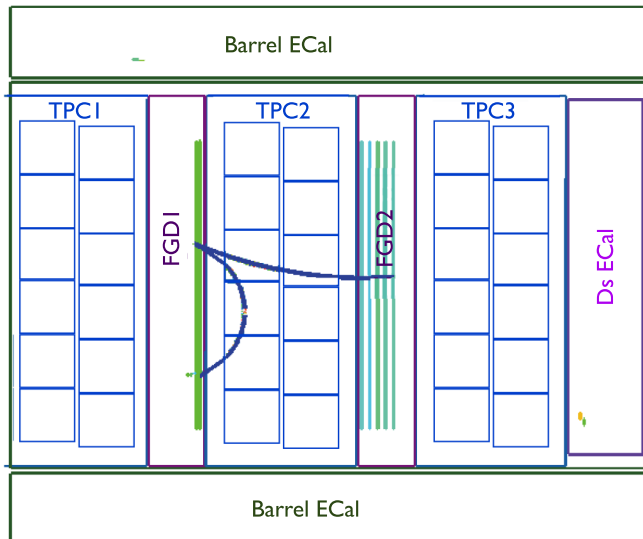 Barrel ECal
TPC1
TPC2
TPC3
FGD1
FGD2
Ds ECal
Barrel ECal